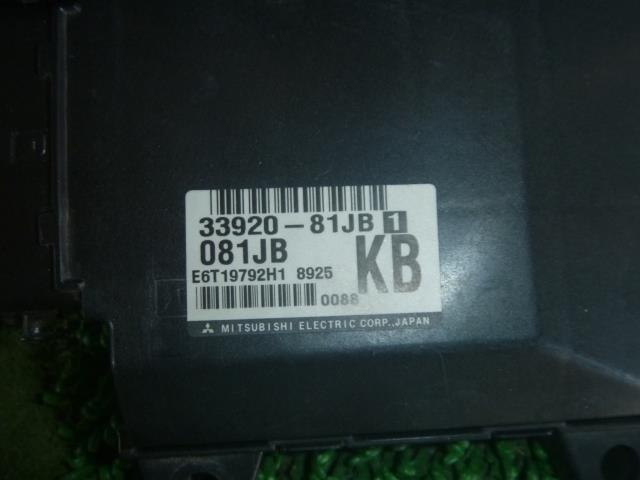 33920-81JB 1
081JB
KB
E6T19792H1 8925
0088
MITSUBISHI ELECTRIC CORP.,JAPAN